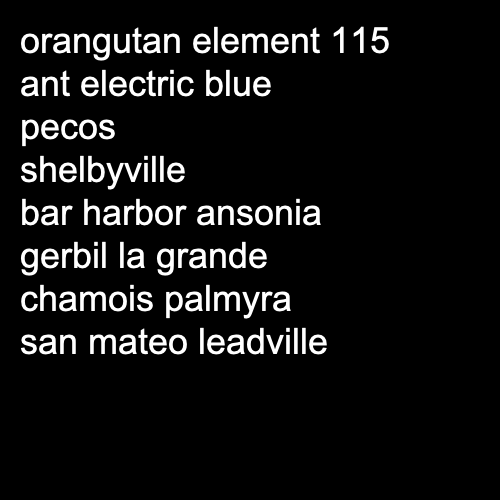 orangutan element 115
ant electric blue
pecos
shelbyville
bar harbor ansonia
gerbil la grande
chamois palmyra
san mateo leadville